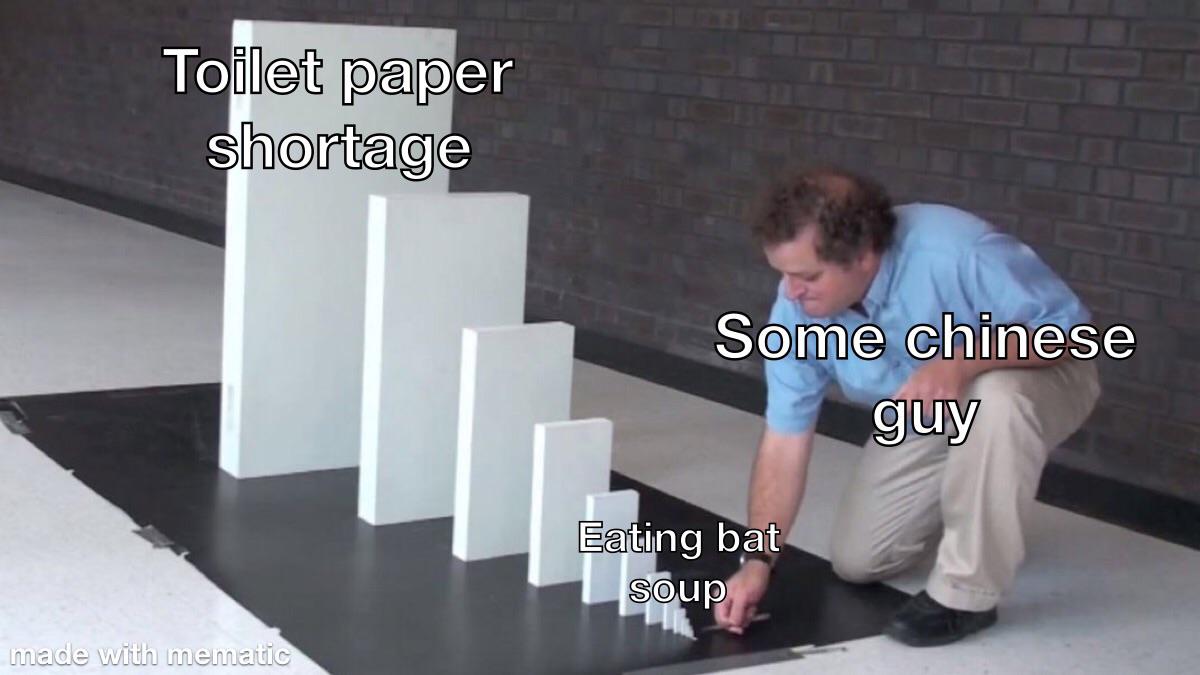 Toilet paper
shortage
Some chinese
guy
Eating bat
soup
made with mematic